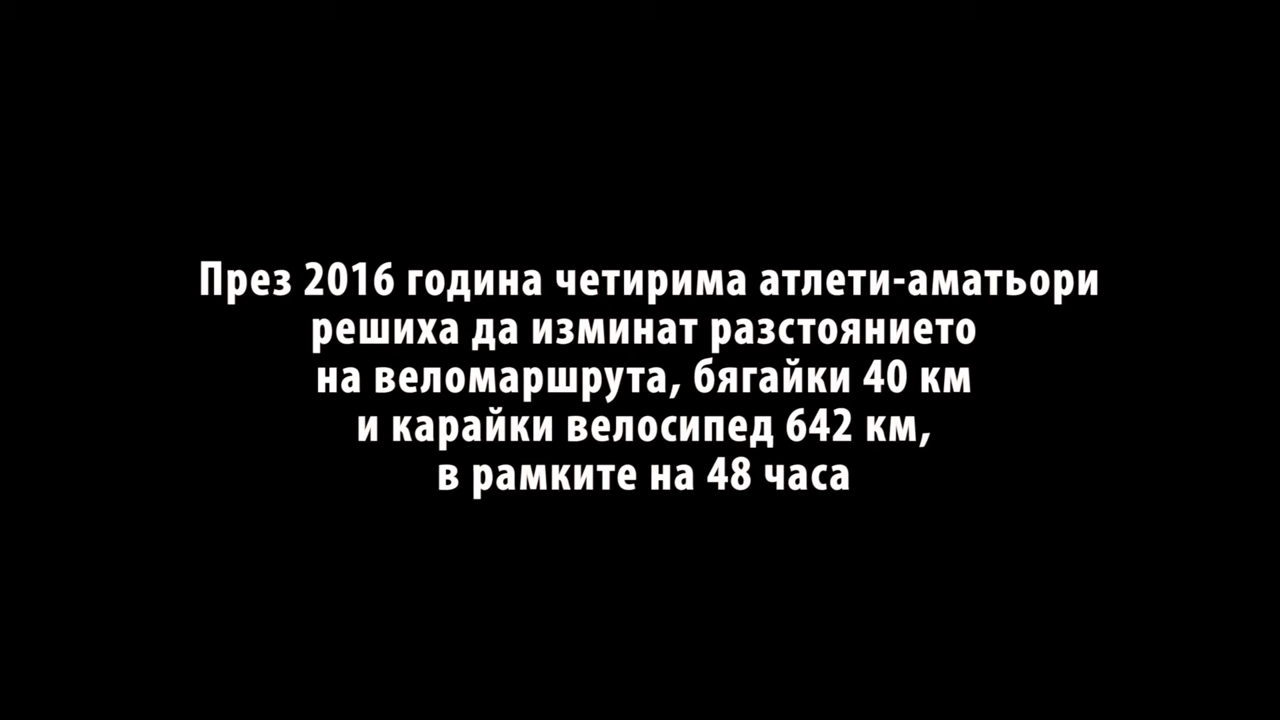 През 2016 година четирима атлети-аматьори
решиха да изминат разстоянието
на веломаршрута, бягайки 40 км
и карайки велосипед 642 км,
в рамките на 48 часа